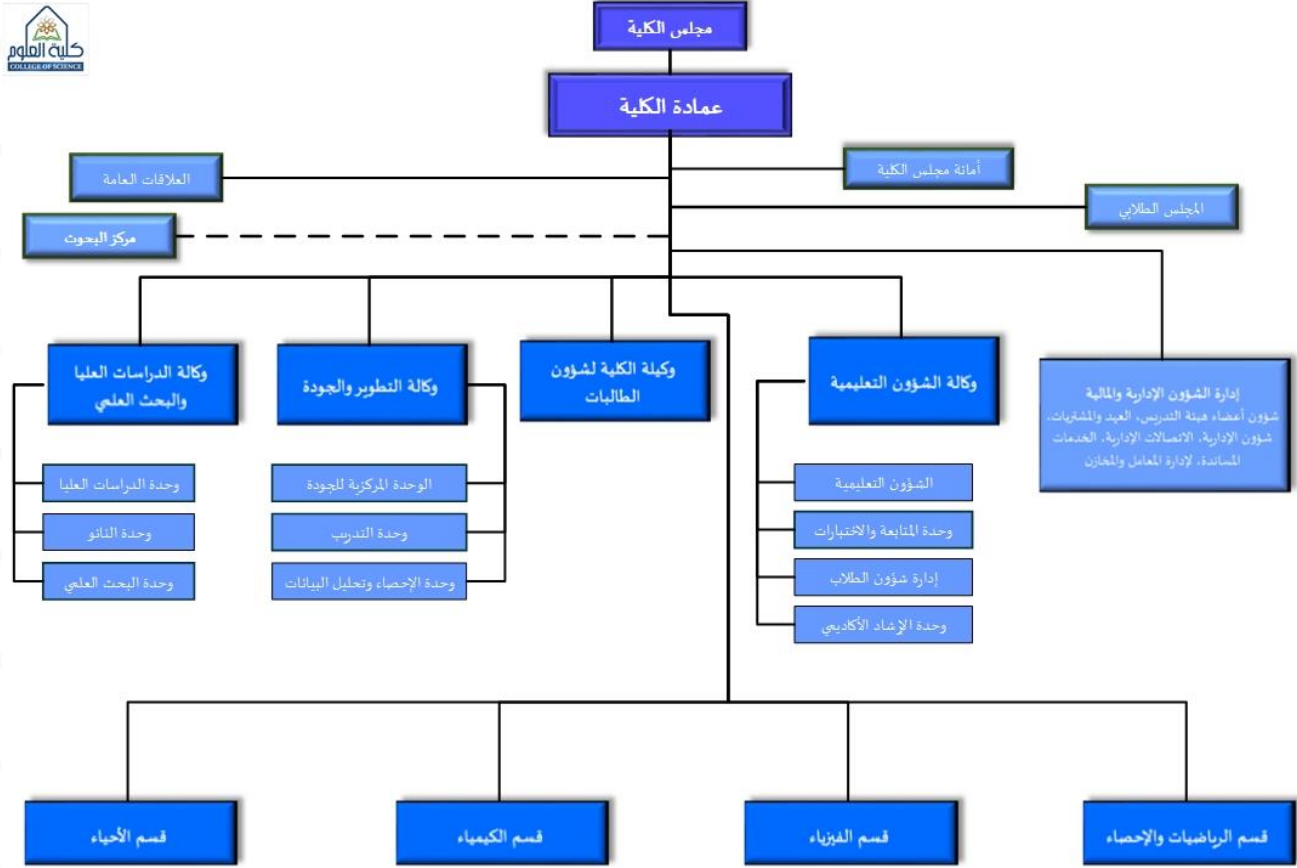 كلية العلوم
COLLEGE OF SCIENCE
مجلس الكلية
عمادة الكلية
أمانة مجلس الكلية
العلاقات العامة
المجلس الطلابي
مركز البحوث
إدارة الشؤون الإدارية والمالية
شؤون أعضاء هيئة التدريس، العهد والمشتريات،
شؤون الإدارية، الاتصالات الإدارية، الخدمات
المساندة، لإدارة المعامل والمخازن
وكالة الشؤون التعليمية
الشؤون التعليمية
وحدة المتابعة والاختبارات
إدارة شؤون الطلاب
وحدة الإرشاد الأكاديمي
وكيلة الكلية لشؤون
الطالبات
وكالة التطوير والجودة
الوحدة المركزية للجودة
وحدة التدريب
وحدة الإحصاء وتحليل البيانات
وكالة الدراسات العليا
والبحث العلمي
وحدة الدراسات العليا
وحدة النانو
وحدة البحث العلمي
قسم الرياضيات والإحصاء
قسم الفيزياء
قسم الكيمياء
قسم الأحياء